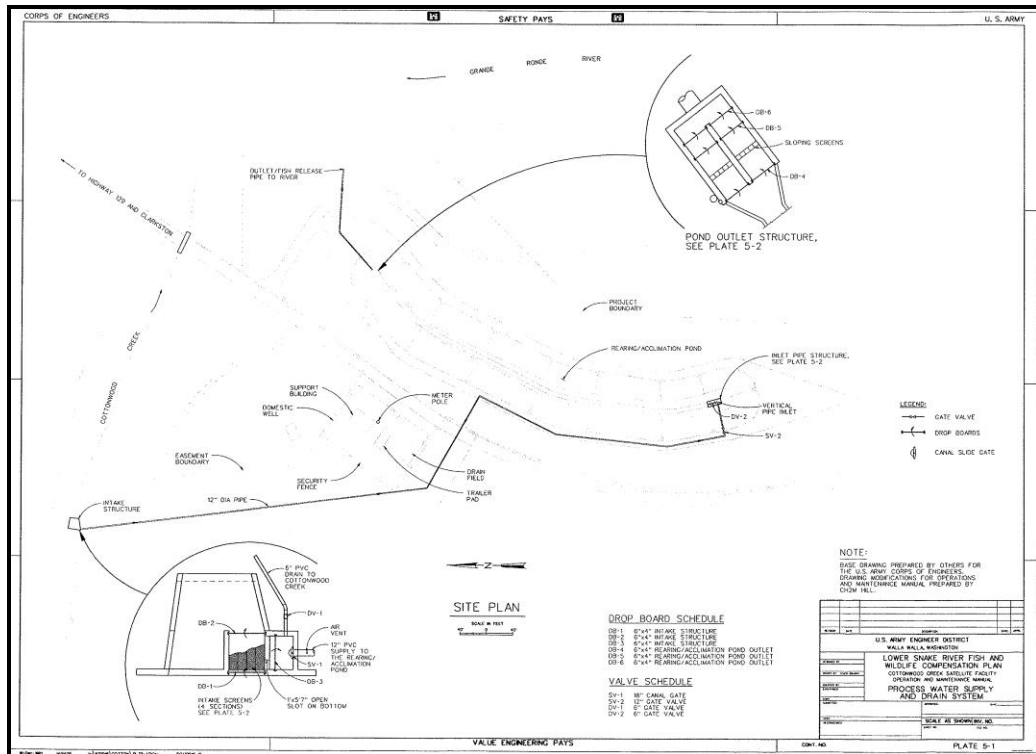 CORPS OF ENGINEERS
SAFETY PAYS
U. S. ARMY
GRANDE RONDE RIVER
DB-6
DB-5
SLOPING SCREENS
DB-4
POND OUTLET STRUCTURE,
SEE PLATE 5-2
OUTLET/FISH RELEASE
PIPE TO RIVER
TO HIGHWAY 129 AND CLARKSTON
PROJECT
BOUNDARY
COTTONWOOD CREEK
REARING/ACCLIMATION POND
INLET PIPE STRUCTURE,
SEE PLATE 5-2
VERTICAL
PIPE INLET
DV-2
SV-2
SUPPORT
BUILDING
METER
POLE
DOMESTIC
WELL
EASEMENT
BOUNDARY
SECURITY
FENCE
DRAIN
FIELD
TRAILER
PAD
INTAKE
STRUCTURE
12" DIA PIPE
LEGEND:
GATE VALVE
DROP BOARDS
CANAL SLIDE GATE
6" PVC
DRAIN TO
COTTONWOOD
CREEK
DV-1
DB-2
AIR
VENT
12" PVC
SUPPLY TO
THE REARING/
ACCLIMATION
POND
SV-1
DB-3
DB-1
INTAKE SCREENS
(4 SECTIONS)
SEE PLATE 5-2
1'x5'7" OPEN
SLOT ON BOTTOM
N
SITE PLAN
SCALE IN FEET
DROP BOARD SCHEDULE
DB-1 6"x4" INTAKE STRUCTURE
DB-2 6"x4" INTAKE STRUCTURE
DB-3 6"x4" INTAKE STRUCTURE
DB-4 6"x4" REARING/ACCLIMATION POND OUTLET
DB-5 6"x4" REARING/ACCLIMATION POND OUTLET
DB-6 6"x4" REARING/ACCLIMATION POND OUTLET
VALVE SCHEDULE
SV-1 18" CANAL GATE
SV-2 12" GATE VALVE
DV-1 6" GATE VALVE
DV-2 6" GATE VALVE
NOTE:
BASE DRAWING PREPARED BY OTHERS FOR
THE U.S. ARMY CORPS OF ENGINEERS.
DRAWING MODIFICATIONS FOR OPERATIONS
AND MAINTENANCE MANUAL PREPARED BY
CH2M HILL.
U.S. ARMY ENGINEER DISTRICT
WALLA WALLA, WASHINGTON
LOWER SNAKE RIVER FISH AND
WILDLIFE COMPENSATION PLAN
COTTONWOOD CREEK SATELLITE FACILITY
OPERATION AND MAINTENANCE MANUAL
PROCESS WATER SUPPLY
AND DRAIN SYSTEM
SCALE AS SHOWN
INV. NO.
VALUE ENGINEERING PAYS
CONT. NO.
PLATE 5-1